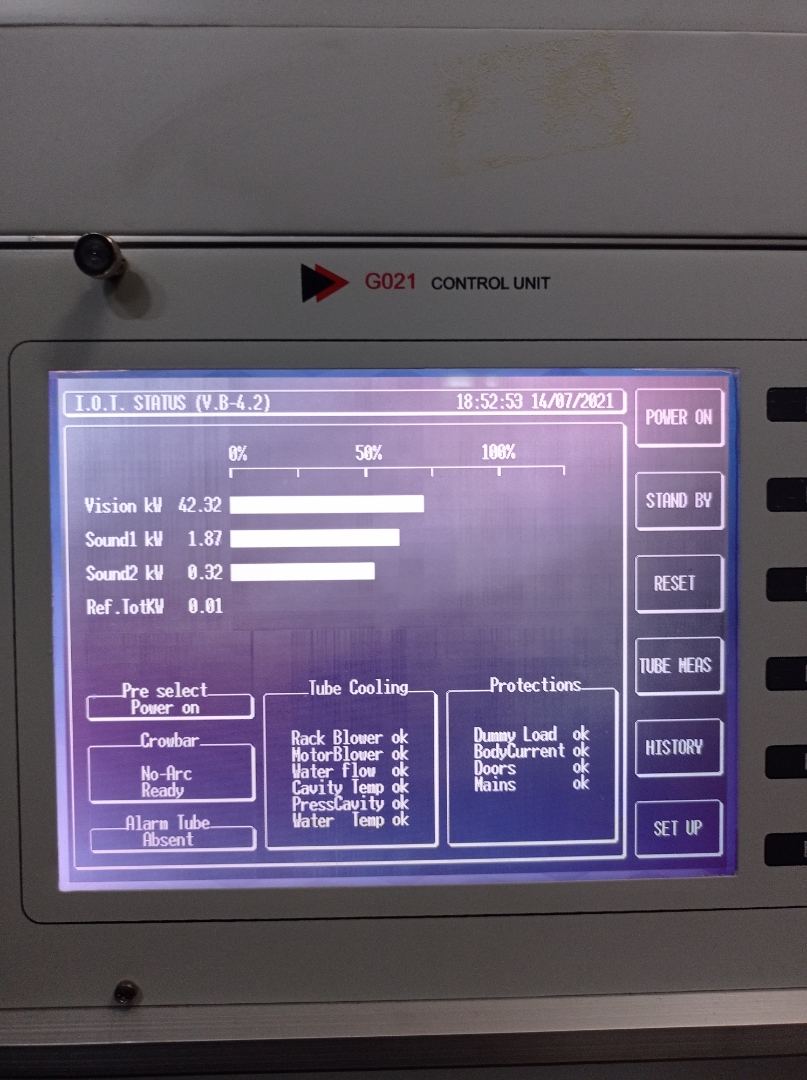 G021 CONTROL UNIT
I.O.T. STATUS (V.B-4.2) 18:52:53 14/07/2021
0% 50% 100%
Vision kW 42.32
Sound1 kW 1.87
Sound2 kW 0.32
Ref.TotKW 0.01
Pre select
Power on
Crowbar
No-Arc
Ready
Alarm Tube
Absent
Tube Cooling
Rack Blower ok
MotorBlower ok
Water flow ok
Cavity Temp ok
PressCavity ok
Water Temp ok
Protections
Dummy Load ok
BodyCurrent ok
Doors ok
Mains ok
POWER ON
STAND BY
RESET
TUBE MEAS
HISTORY
SET UP